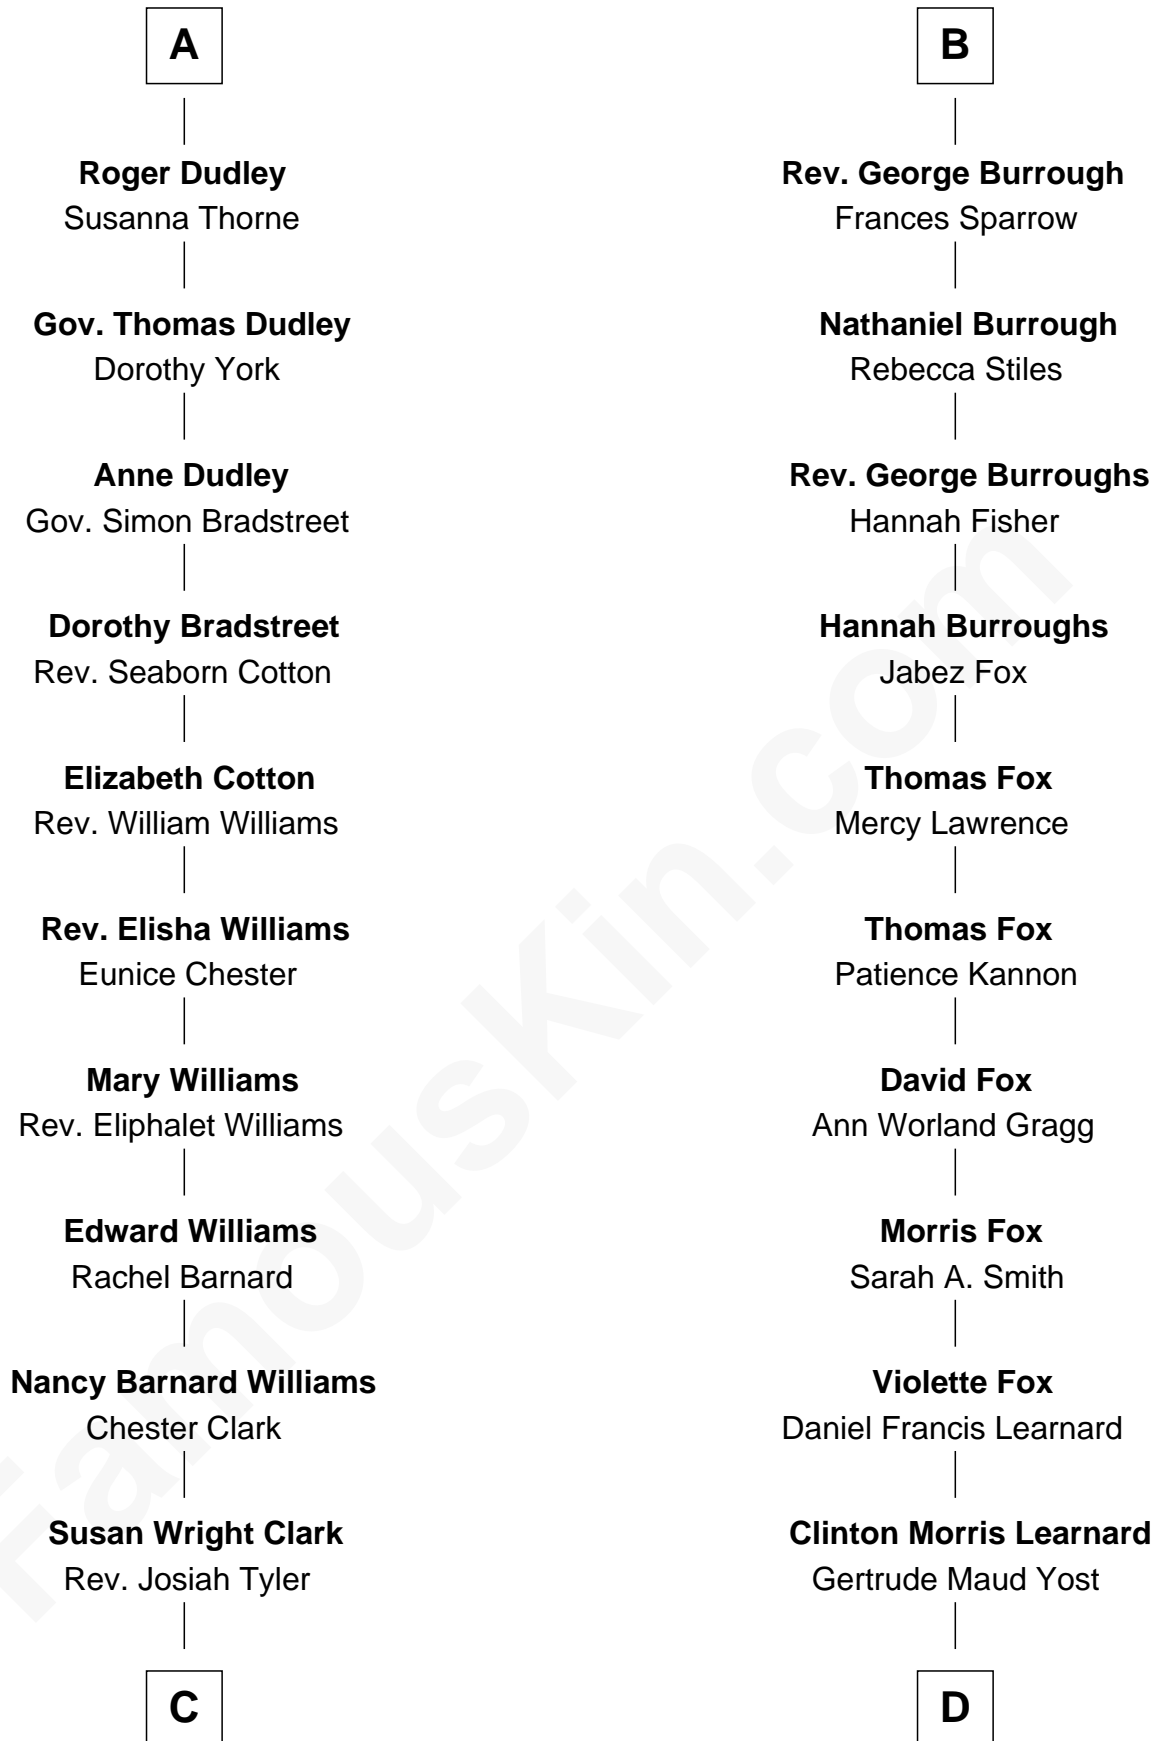 A
Roger Dudley
Susanna Thorne
Gov. Thomas Dudley
Dorothy York
Anne Dudley
Gov. Simon Bradstreet
Dorothy Bradstreet
Rev. Seaborn Cotton
Elizabeth Cotton
Rev. William Williams
Rev. Elisha Williams
Eunice Chester
Mary Williams
Rev. Eliphalet Williams
Edward Williams
Rachel Barnard
Nancy Barnard Williams
Chester Clark
Susan Wright Clark
Rev. Josiah Tyler
C
B
Rev. George Burrough
Frances Sparrow
Nathaniel Burrough
Rebecca Stiles
Rev. George Burroughs
Hannah Fisher
Hannah Burroughs
Jabez Fox
Thomas Fox
Mercy Lawrence
Thomas Fox
Patience Kannon
David Fox
Ann Worland Gragg
Morris Fox
Sarah A. Smith
Violette Fox
Daniel Francis Learnard
Clinton Morris Learnard
Gertrude Maud Yost
D
FamousKin.com